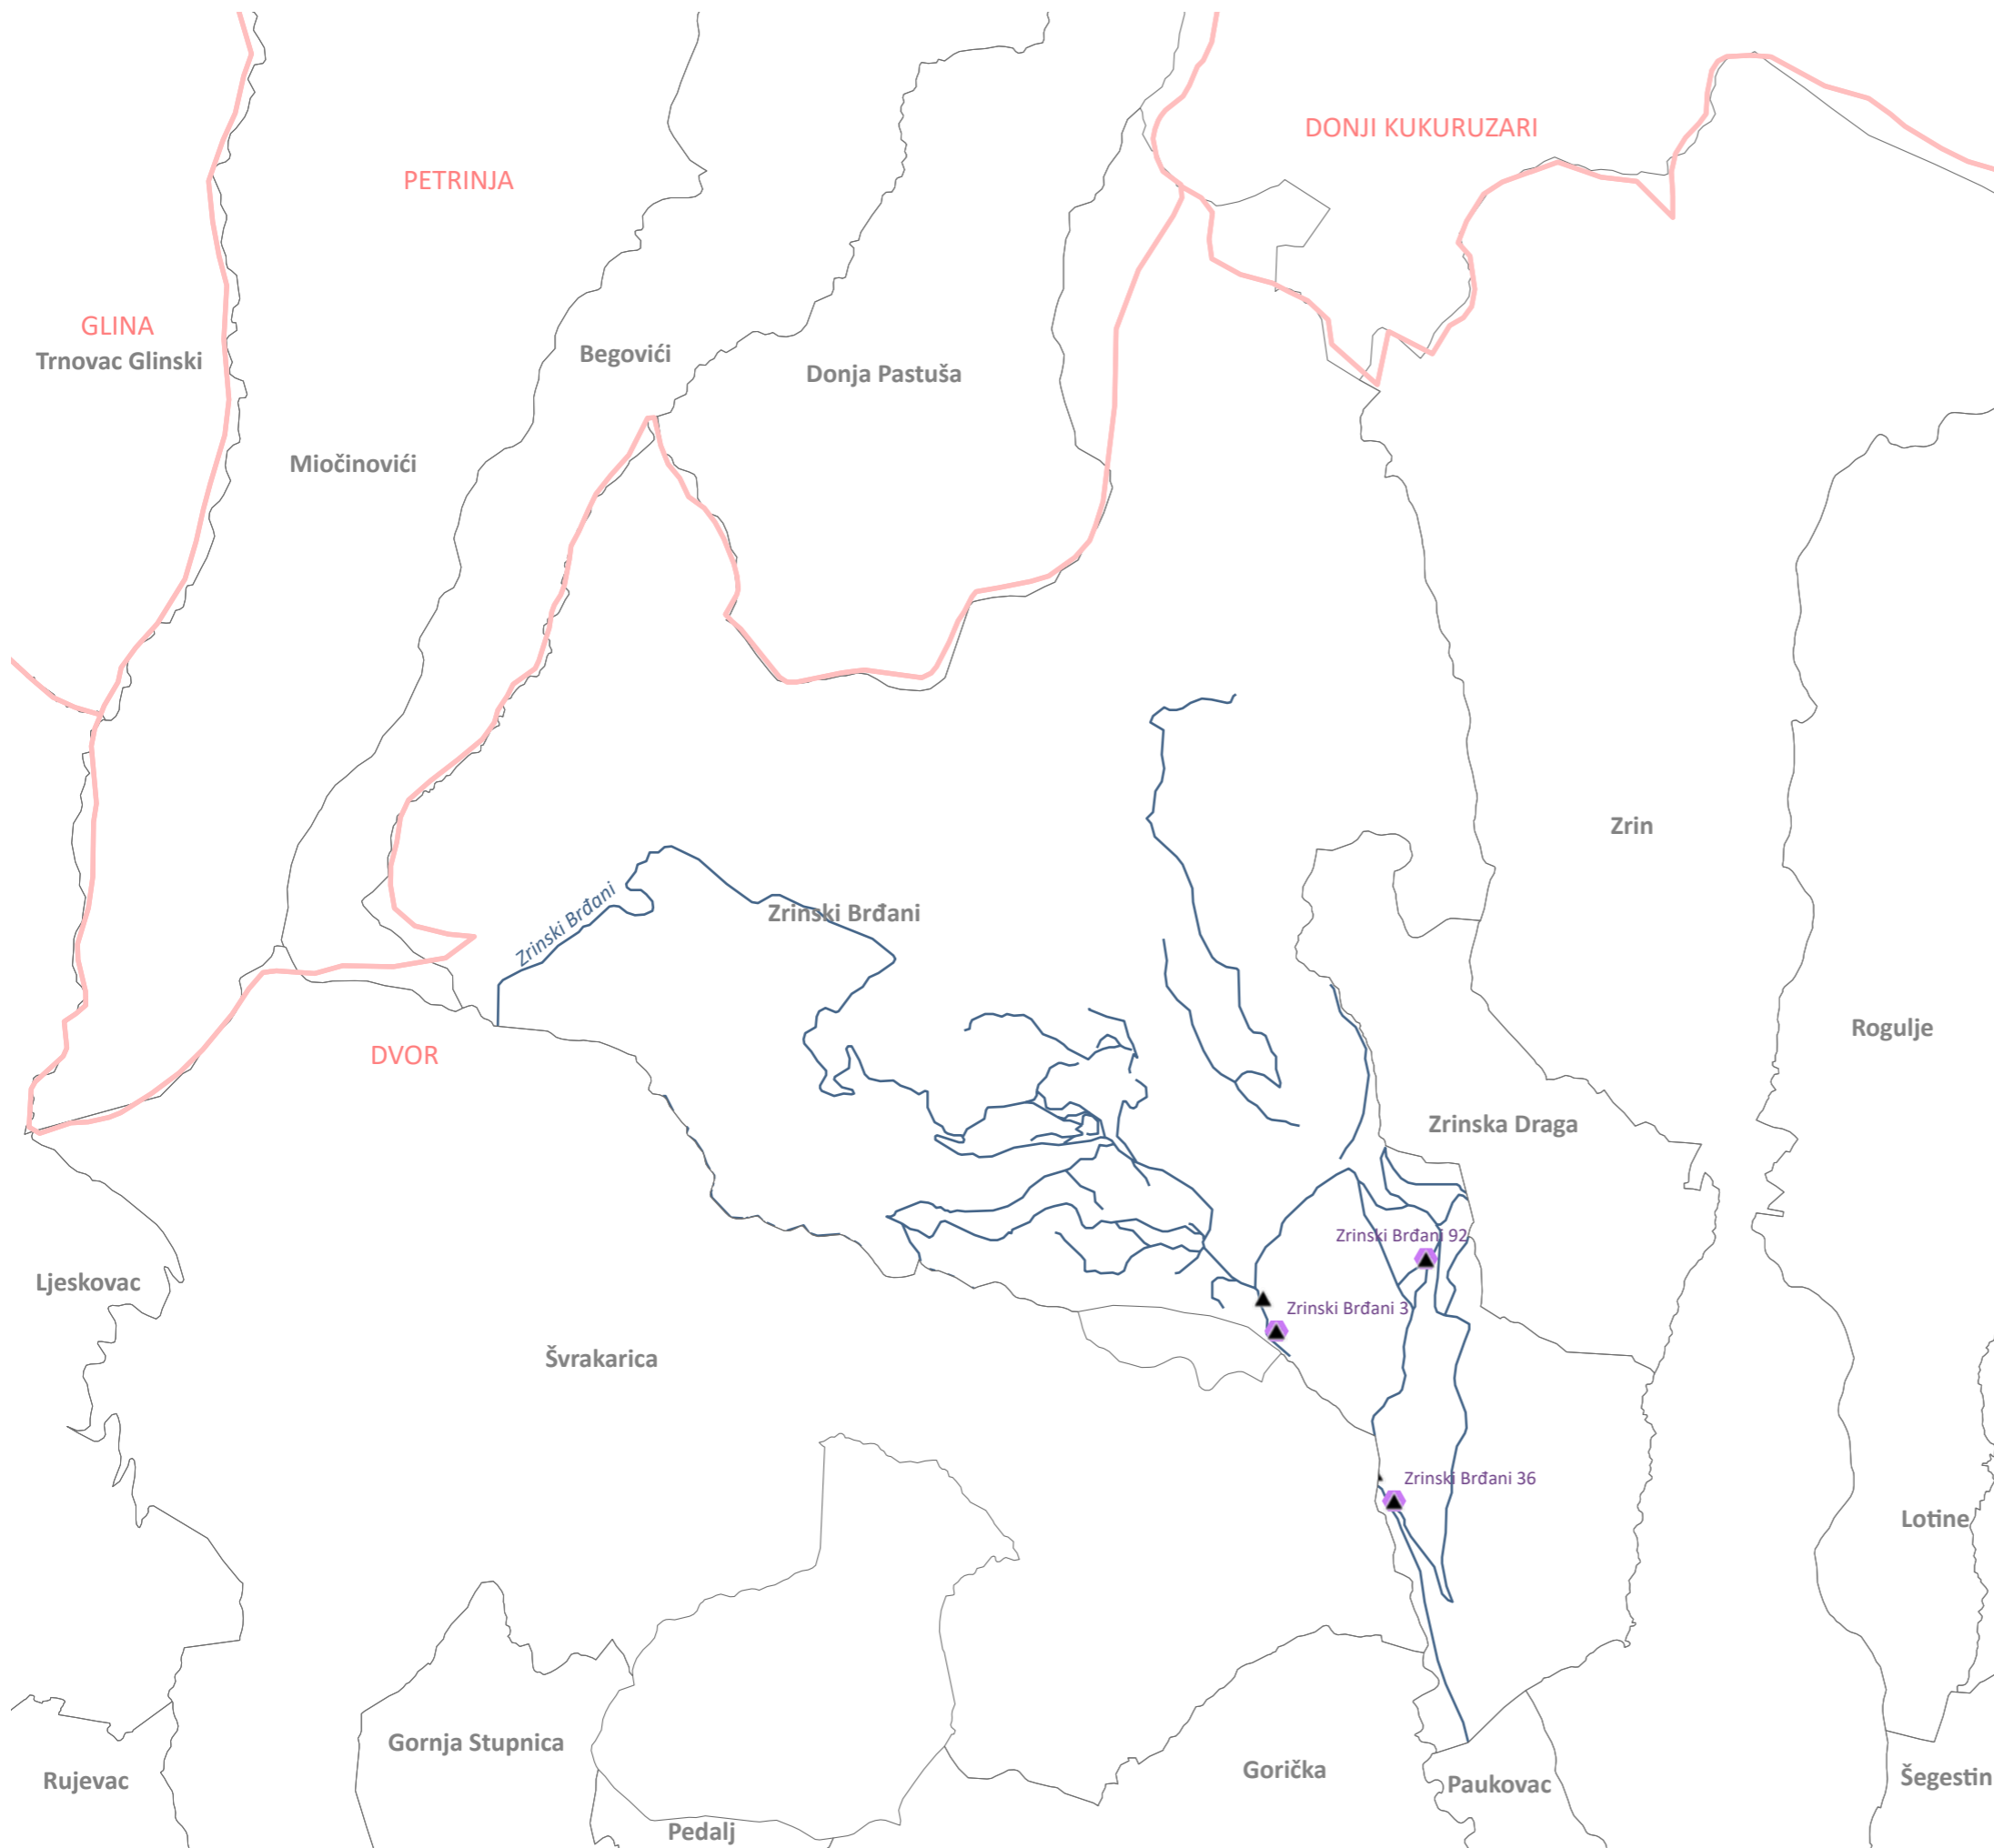 DONJI KUKURUZARI
PETRINJA
GLINA
Trnovac Glinski
Begovići
Donja Pastuša
Miočinovići
Zrin
Zrinski Brđani
Zrinski Brđani
Rogulje
DVOR
Zrinska Draga
Zrinski Brđani 92
Ljeskovac
Zrinski Brđani 3
Švrakarica
Zrinski Brđani 36
Lotine
Gornja Stupnica
Gorička
Rujevac
Paukovac
Šegestin
Pedalj